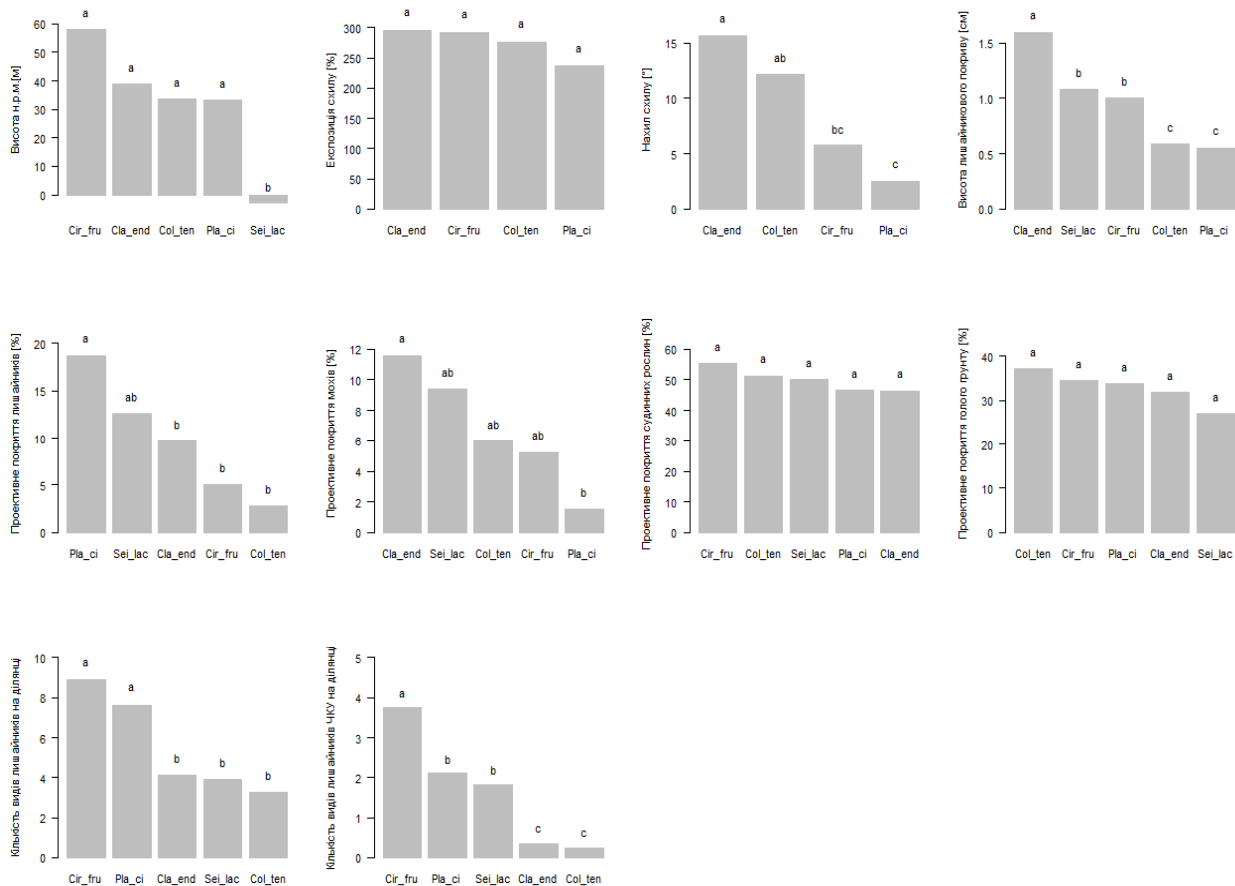 Висота н.р.м.[м]
60
50
40
30
20
10
0
a
a
a
a
b
Cir_fru Cla_end Col_ten Pla_ci Sei_lac
Експозиція схилу [%]
300
250
200
150
100
50
0
a
a
a
a
Cla_end Cir_fru Col_ten Pla_ci
Нахил схилу [°]
15
10
5
0
a
ab
bc
c
Cla_end Col_ten Cir_fru Pla_ci
Висота лишайникового покриву [см]
1.5
1.0
0.5
0.0
a
b
b
c
c
Cla_end Sei_lac Cir_fru Col_ten Pla_ci
Проективне покриття лишайників [%]
20
15
10
5
0
a
ab
b
b
b
Pla_ci Sei_lac Cla_end Cir_fru Col_ten
Проективне покриття мохів [%]
12
10
8
6
4
2
0
a
ab
ab
ab
b
Cla_end Sei_lac Col_ten Cir_fru Pla_ci
Проективне покриття судинних рослин [%]
60
50
40
30
20
10
0
a
a
a
a
a
Cir_fru Col_ten Sei_lac Pla_ci Cla_end
Проективне покриття голого грунту [%]
40
30
20
10
0
a
a
a
a
a
Col_ten Cir_fru Pla_ci Cla_end Sei_lac
Кількість видів лишайників на ділянці
10
8
6
4
2
0
a
a
b
b
b
Cir_fru Pla_ci Cla_end Sei_lac Col_ten
Кількість видів лишайників ЧКУ на ділянці
5
4
3
2
1
0
a
b
b
c
c
Cir_fru Pla_ci Sei_lac Cla_end Col_ten